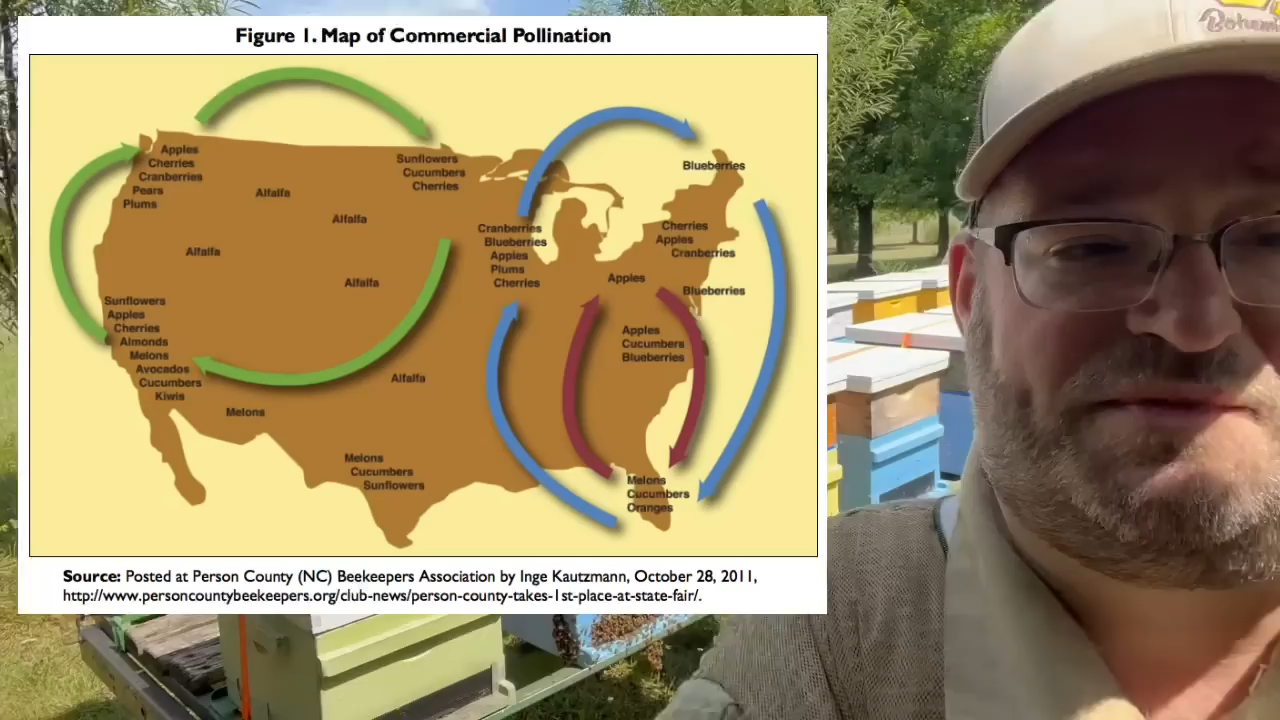 Figure 1. Map of Commercial Pollination
Apples
Cherries
Cranberries
Pears
Plums
Alfalfa
Alfalfa
Alfalfa
Alfalfa
Alfalfa
Sunflowers
Cucumbers
Cherries
Cranberries
Blueberries
Apples
Plums
Cherries
Blueberries
Cherries
Apples
Cranberries
Apples
Blueberries
Apples
Cucumbers
Blueberries
Sunflowers
Apples
Cherries
Almonds
Melons
Avocados
Cucumbers
Kiwis
Melons
Melons
Cucumbers
Sunflowers
Melons
Cucumbers
Oranges
Source: Posted at Person County (NC) Beekeepers Association by Inge Kautzmann, October 28, 2011,
http://www.personcountybeekeepers.org/club-news/person-county-takes-1st-place-at-state-fair/.